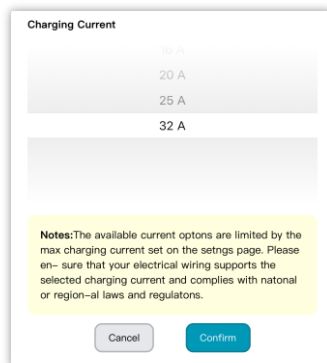 Charging Current
16 A
20 A
25 A
32 A
Notes:The available current optons are limited by the
max charging current set on the setngs page. Please
en– sure that your electrical wiring supports the
selected charging current and complies with natonal
or region–al laws and regulatons.
Cancel
Confirm